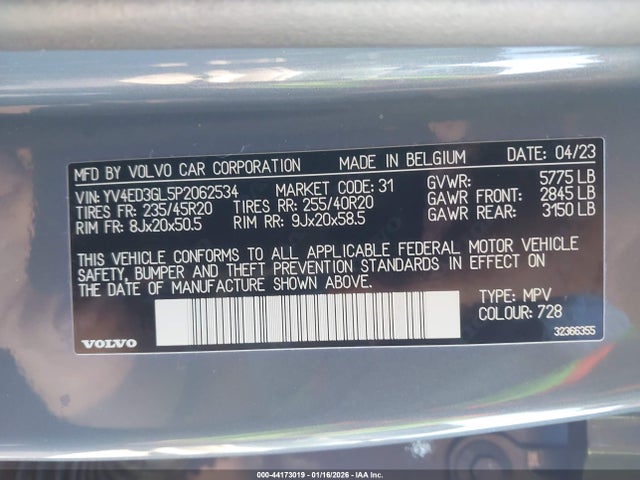 MFD BY VOLVO CAR CORPORATION MADE IN BELGIUM DATE: 04/23
VIN: YV4ED3GL5P2062534 MARKET CODE: 31 GVWR: 5775 LB
TIRES FR: 235/45R20 TIRES RR: 255/40R20 GAWR FRONT: 2845 LB
RIM FR: 8Jx20x50.5 RIM RR: 9Jx20x58.5 GAWR REAR: 3150 LB
THIS VEHICLE CONFORMS TO ALL APPLICABLE FEDERAL MOTOR VEHICLE
SAFETY, BUMPER AND THEFT PREVENTION STANDARDS IN EFFECT ON
THE DATE OF MANUFACTURE SHOWN ABOVE.
TYPE: MPV
COLOUR: 728
VOLVO 32366355
000-44173019 - 01/16/2026 - IAA Inc.